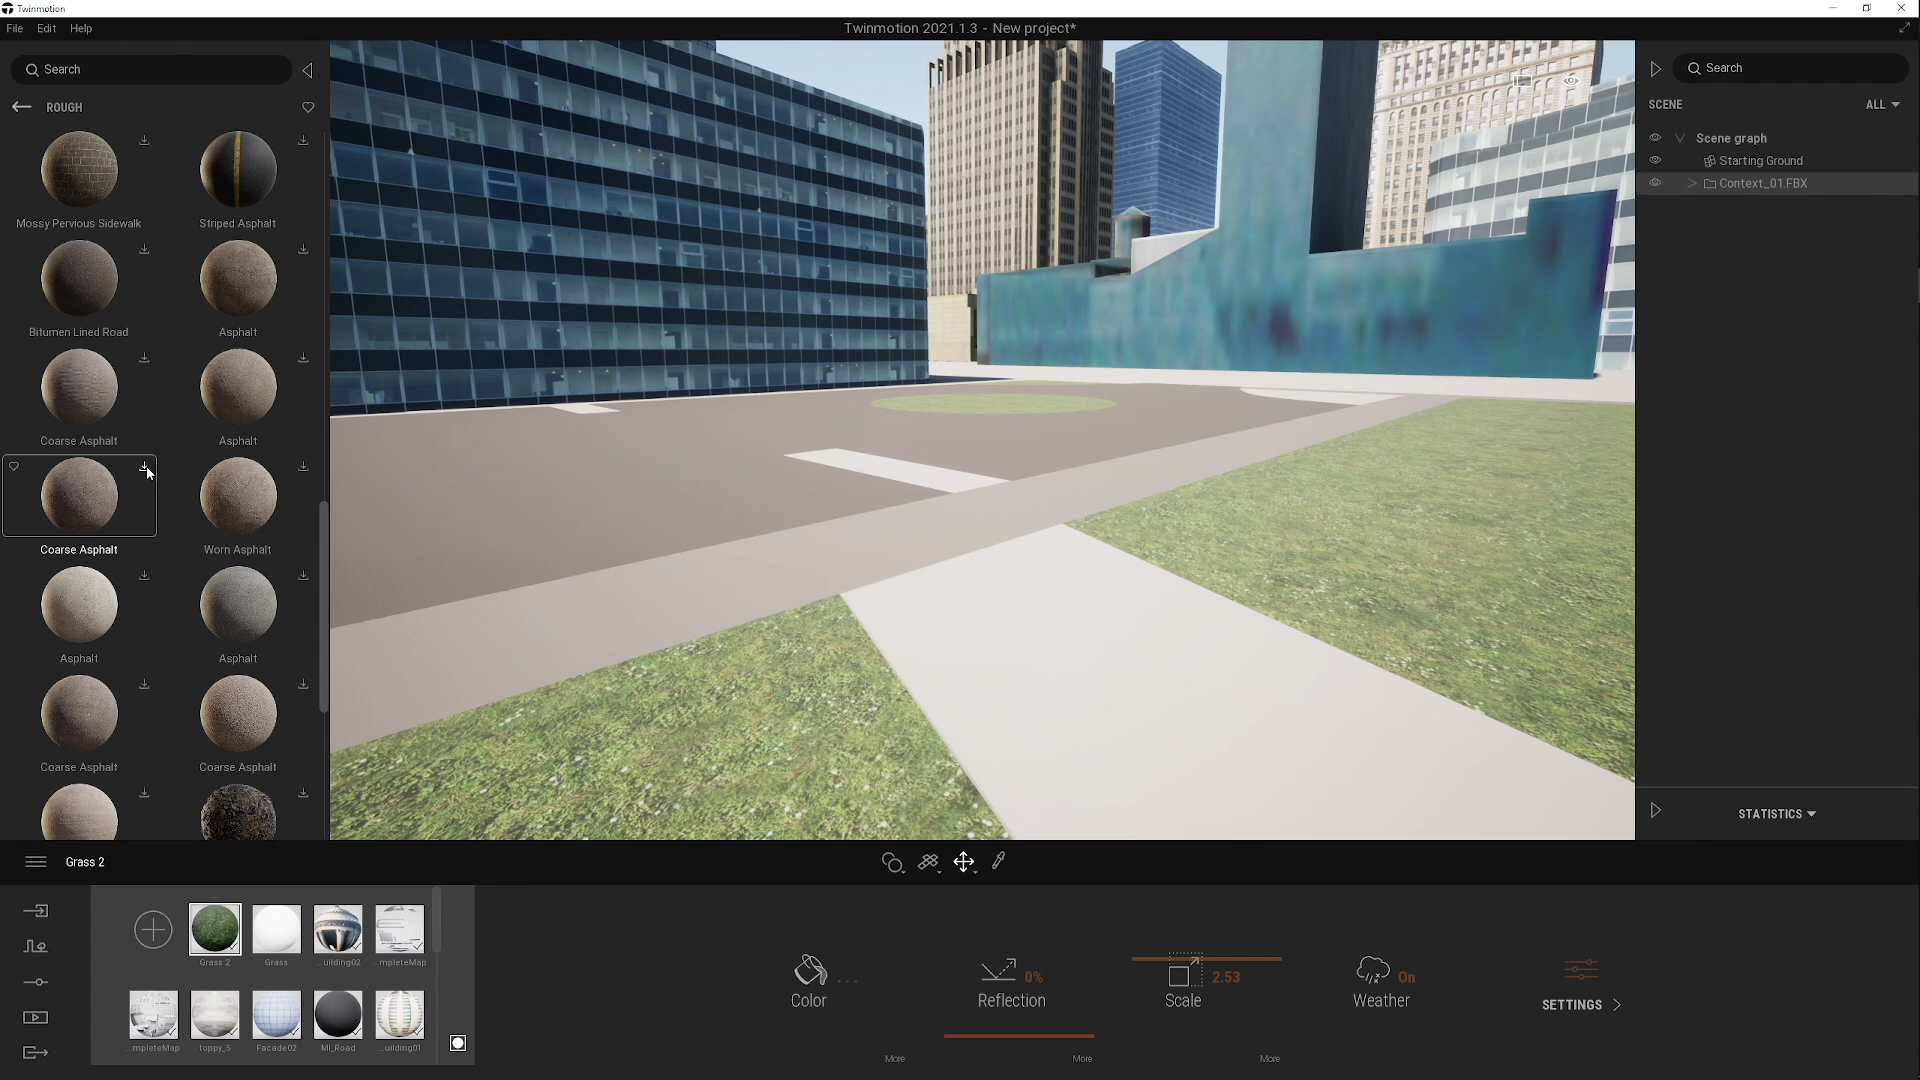 Twinmotion
File Edit Help
Twinmotion 2021.1.3 - New project*
Search
ROUGH
Mossy Pervious Sidewalk
Striped Asphalt
Bitumen Lined Road
Asphalt
Coarse Asphalt
Asphalt
Coarse Asphalt
Worn Asphalt
Asphalt
Asphalt
Coarse Asphalt
Coarse Asphalt
Search
SCENE
ALL
Scene graph
Starting Ground
Context_01.FBX
STATISTICS
Grass 2
Grass 2
Grass
...uilding02
...mpleteMap
...mpleteMap
toppy_5
Facade02
MI_Road
...uilding01
Color ...
Reflection 0%
Scale 2.53
Weather On
SETTINGS
More
More
More